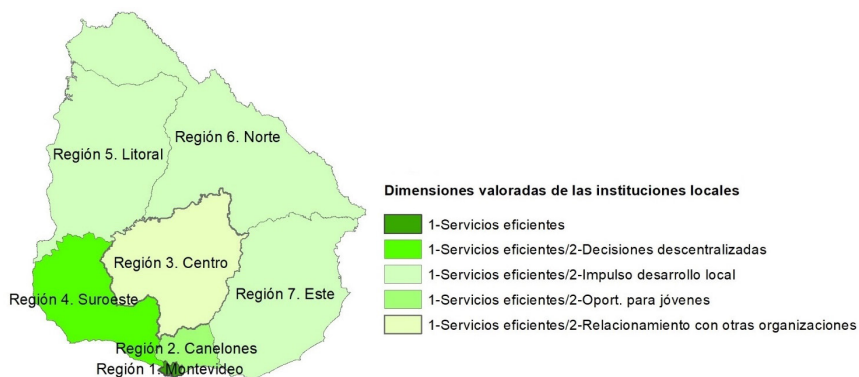 Región 6. Norte
Región 5. Litoral
Región 3. Centro
Región 4. Suroeste
Región 7. Este
Región 2. Canelones
Región 1. Montevideo
Dimensiones valoradas de las instituciones locales
1-Servicios eficientes
1-Servicios eficientes/2-Decisiones descentralizadas
1-Servicios eficientes/2-Impulso desarrollo local
1-Servicios eficientes/2-Oport. para jóvenes
1-Servicios eficientes/2-Relacionamiento con otras organizaciones